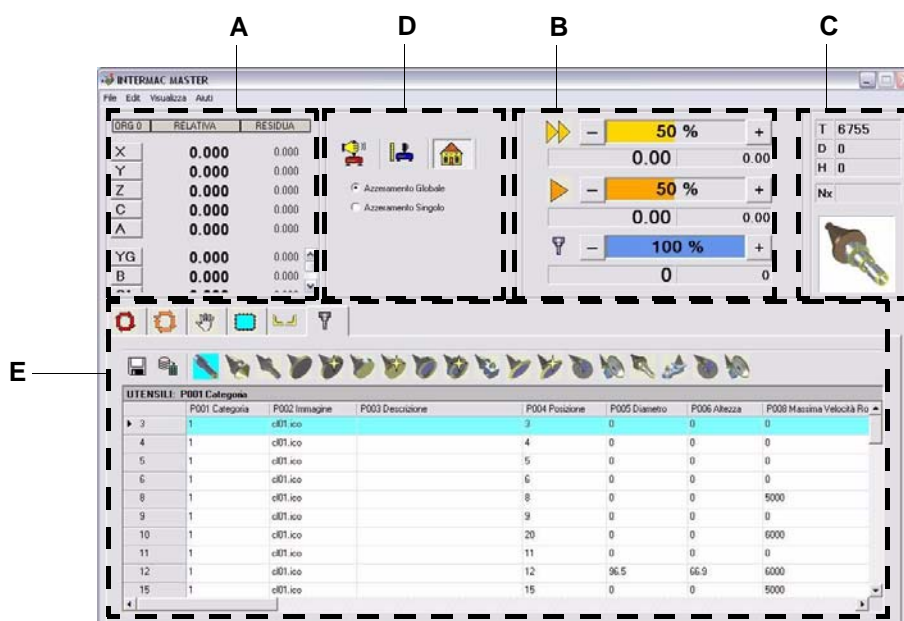 A D B C
INTERMAC MASTER
File Edit Visualizza Aiuti
ORG 0 RELATIVA RESIDUA
X 0.000 0.000
Y 0.000 0.000
Z 0.000 0.000
C 0.000 0.000
A 0.000 0.000
YG 0.000 0.000
B 0.000 0.000
Azzeramento Globale
Azzeramento Singolo
− 50 % +
0.00 0.00
− 50 % +
0.00 0.00
− 100 % +
0 0
T 6755
D 0
H 0
Nx
E
UTENSILI: P001 Categoria
P001 Categoria P002 Immagine P003 Descrizione P004 Posizione P005 Diametro P006 Altezza P008 Massima Velocità Ro
3 1 cl01.ico 3 0 0 0
4 1 cl01.ico 4 0 0 0
5 1 cl01.ico 5 0 0 0
6 1 cl01.ico 6 0 0 0
8 1 cl01.ico 8 0 0 5000
9 1 cl01.ico 9 0 0 0
10 1 cl01.ico 20 0 0 6000
11 1 cl01.ico 11 0 0 0
12 1 cl01.ico 12 96.5 66.9 6000
15 1 cl01.ico 15 0 0 5000